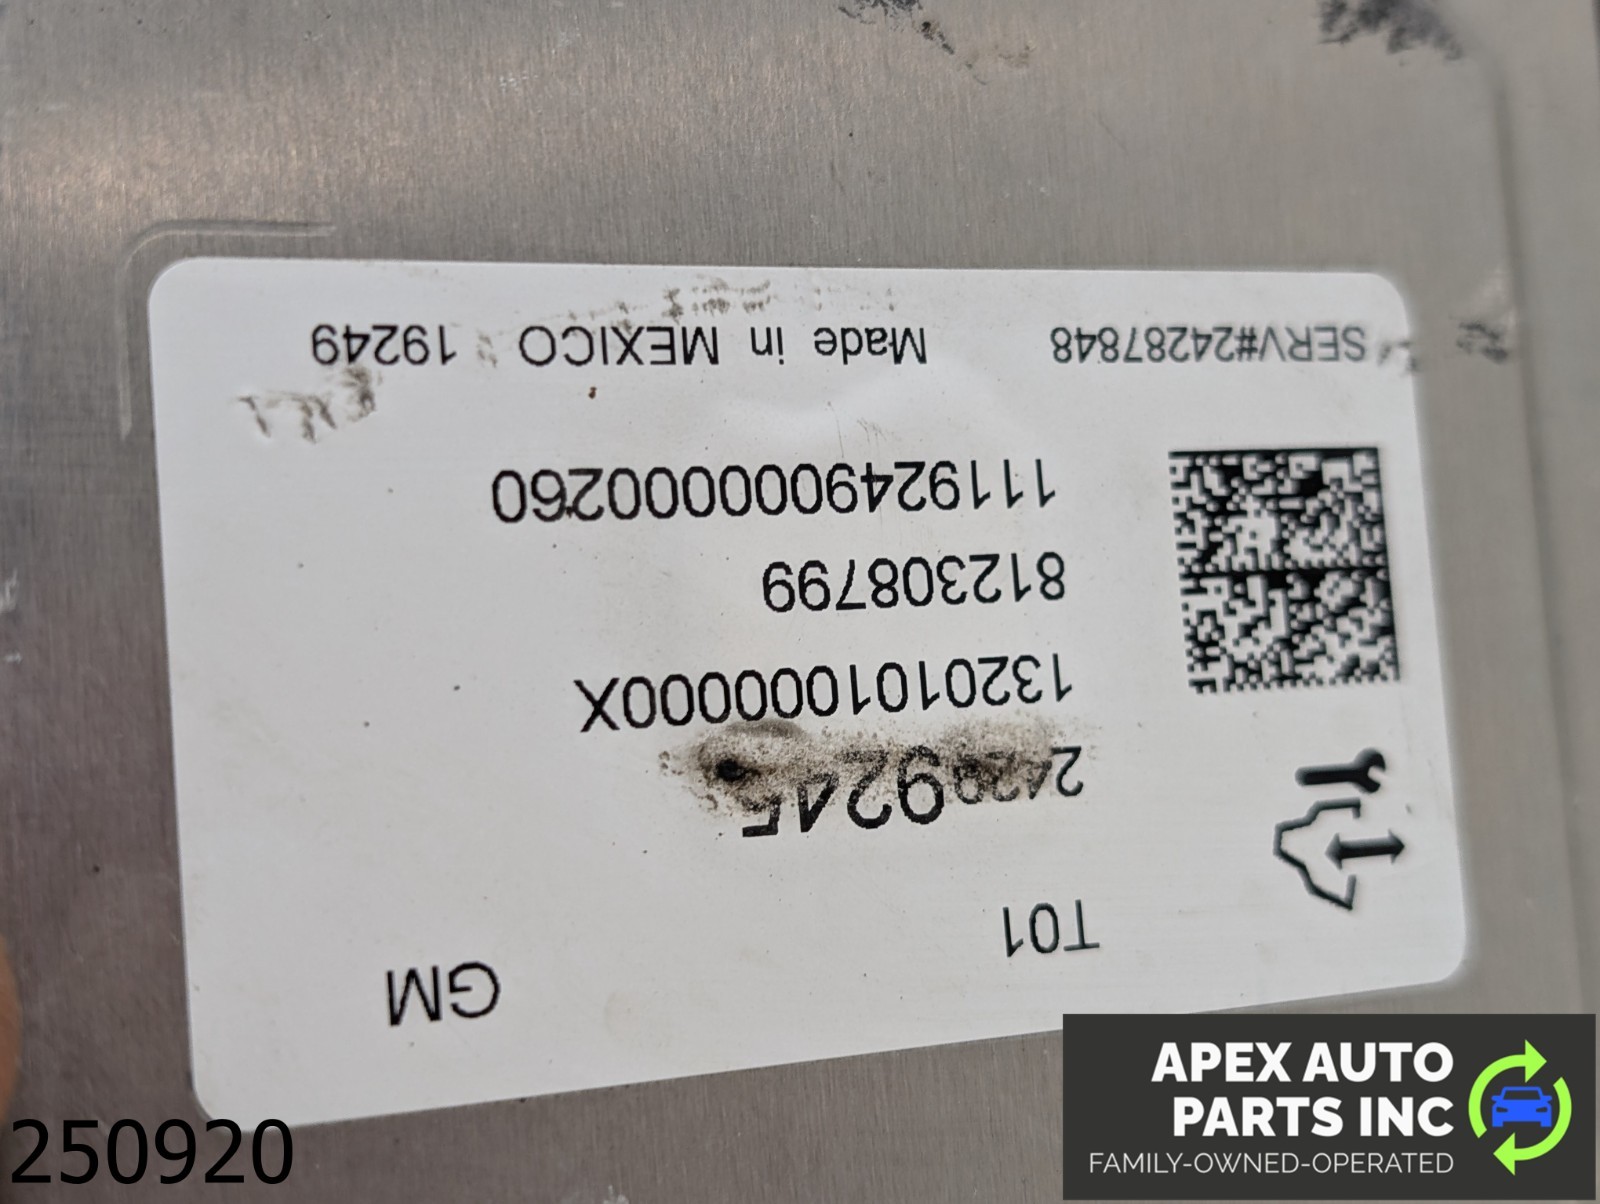 GM
T01
24299245
1320101000000X
812308799
1119249000000260
SERV#24287848 Made in MEXICO 19249
250920
APEX AUTO
PARTS INC
FAMILY-OWNED-OPERATED